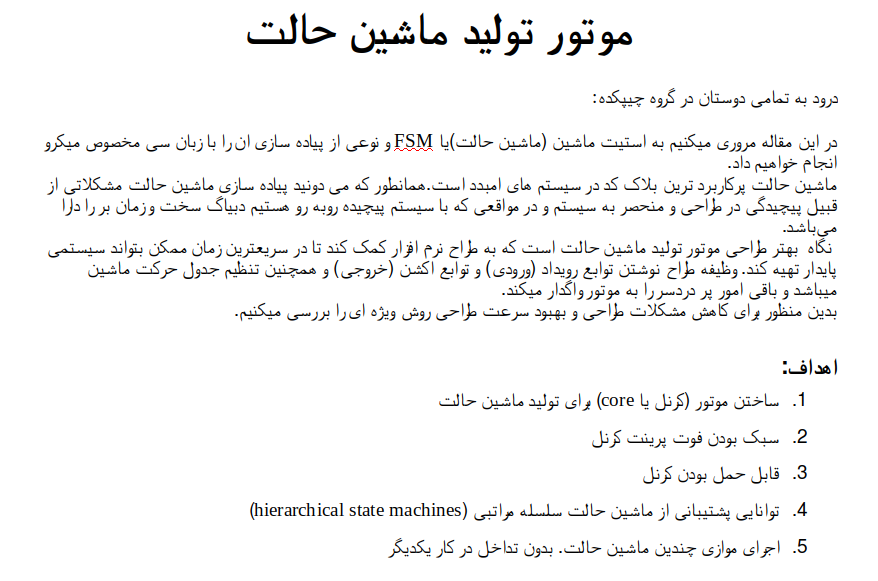 موتور تولید ماشین حالت
درود به تمامی دوستان در گروه چیپکده:
در این مقاله مروری میکنیم به استیت ماشین (ماشین حالت)یا FSM و نوعی از پیاده سازی ان را با زبان سی مخصوص میکرو
انجام خواهیم داد.
ماشین حالت پرکاربرد ترین بلاک کد در سیستم های امبدد است.همانطور که می دونید پیاده سازی ماشین حالت مشکلاتی از
قبیل پیچیدگی در طراحی و منحصر به سیستم و در مواقعی که با سیستم پیچیده روبه رو هستیم دبیاگ سخت و زمان بر را دارا
می‌باشد.
نگاه بهتر طراحی موتور تولید ماشین حالت است که به طراح نرم افزار کمک کند تا در سریعترین زمان ممکن بتواند سیستمی
پایدار تهیه کند. وظیفه طراح نوشتن توابع رویداد (ورودی) و توابع اکشن (خروجی) و همچنین تنظیم جدول حرکت ماشین
میباشد و باقی امور پر دردسر را به موتور واگدار میکند.
بدین منظور برای کاهش مشکلات طراحی و بهبود سرعت طراحی روش ویژه ای را بررسی میکنیم.
اهداف:
1. ساختن موتور (کرنل یا core) برای تولید ماشین حالت
2. سبک بودن فوت پرینت کرنل
3. قابل حمل بودن کرنل
4. توانایی پشتیبانی از ماشین حالت سلسله مراتبی (hierarchical state machines)
5. اجرای موازی چندین ماشین حالت. بدون تداخل در کار یکدیگر